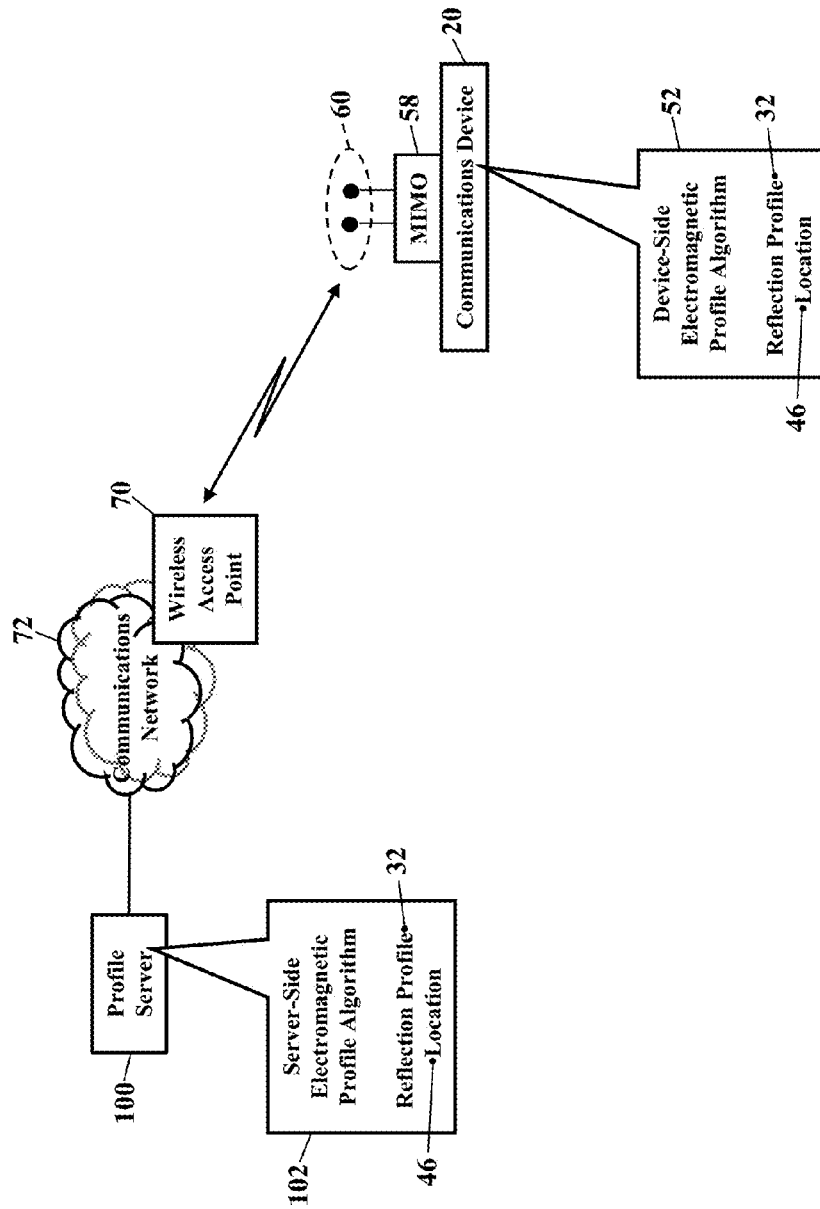 72
Communications
Network
70
Wireless
Access
Point
Profile
Server
100
102
Server-Side
Electromagnetic
Profile Algorithm
Reflection Profile
32
46
Location
60
58
MIMO
20
Communications Device
52
Device-Side
Electromagnetic
Profile Algorithm
Reflection Profile
32
46
Location